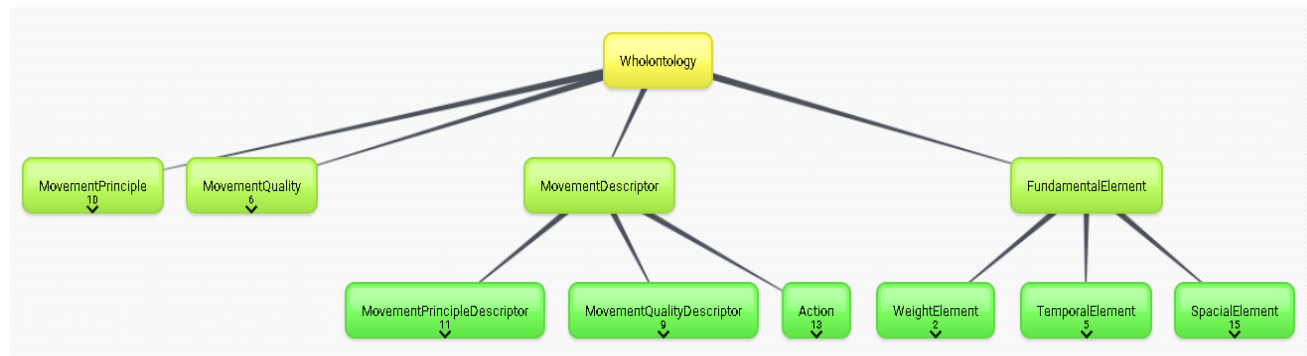 Wholontology
MovementPrinciple
10
MovementQuality
6
MovementDescriptor
FundamentalElement
MovementPrincipleDescriptor
11
MovementQualityDescriptor
9
Action
13
WeightElement
2
TemporalElement
5
SpacialElement
15